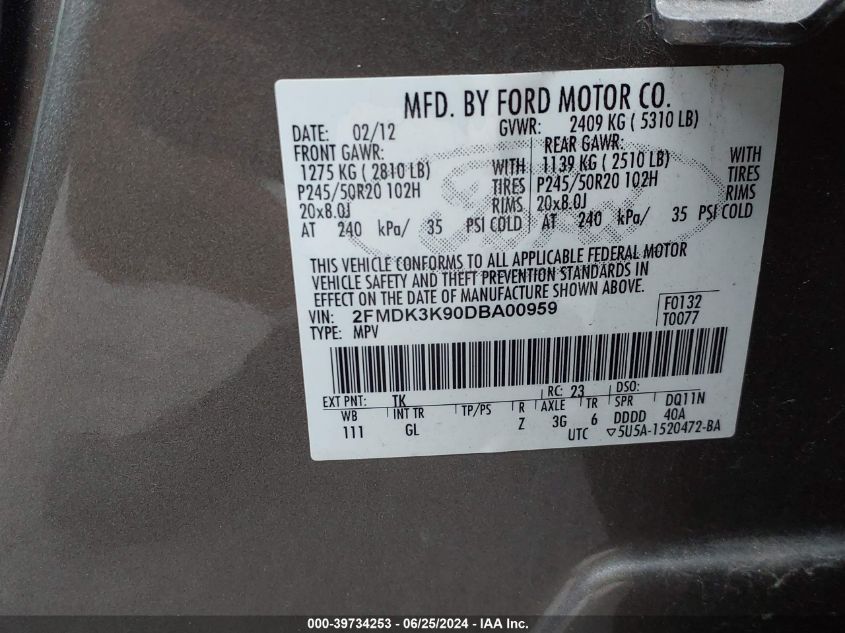 MFD. BY FORD MOTOR CO.
DATE: 02/12 GVWR: 2409 KG ( 5310 LB)
FRONT GAWR: REAR GAWR:
1275 KG ( 2810 LB) WITH 1139 KG ( 2510 LB) WITH
P245/50R20 102H TIRES P245/50R20 102H TIRES
20x8.0J RIMS 20x8.0J RIMS
AT 240 kPa/ 35 PSI COLD AT 240 kPa/ 35 PSI COLD
THIS VEHICLE CONFORMS TO ALL APPLICABLE FEDERAL MOTOR
VEHICLE SAFETY AND THEFT PREVENTION STANDARDS IN
EFFECT ON THE DATE OF MANUFACTURE SHOWN ABOVE.
VIN: 2FMDK3K90DBA00959 F0132
TYPE: MPV T0077
EXT PNT: TK RC: 23 DSO:
WB INT TR TP/PS R AXLE TR SPR DQ11N
111 GL Z 3G 6 DDDD 40A
UTC ▽5U5A-1520472-BA
000-39734253 - 06/25/2024 - IAA Inc.